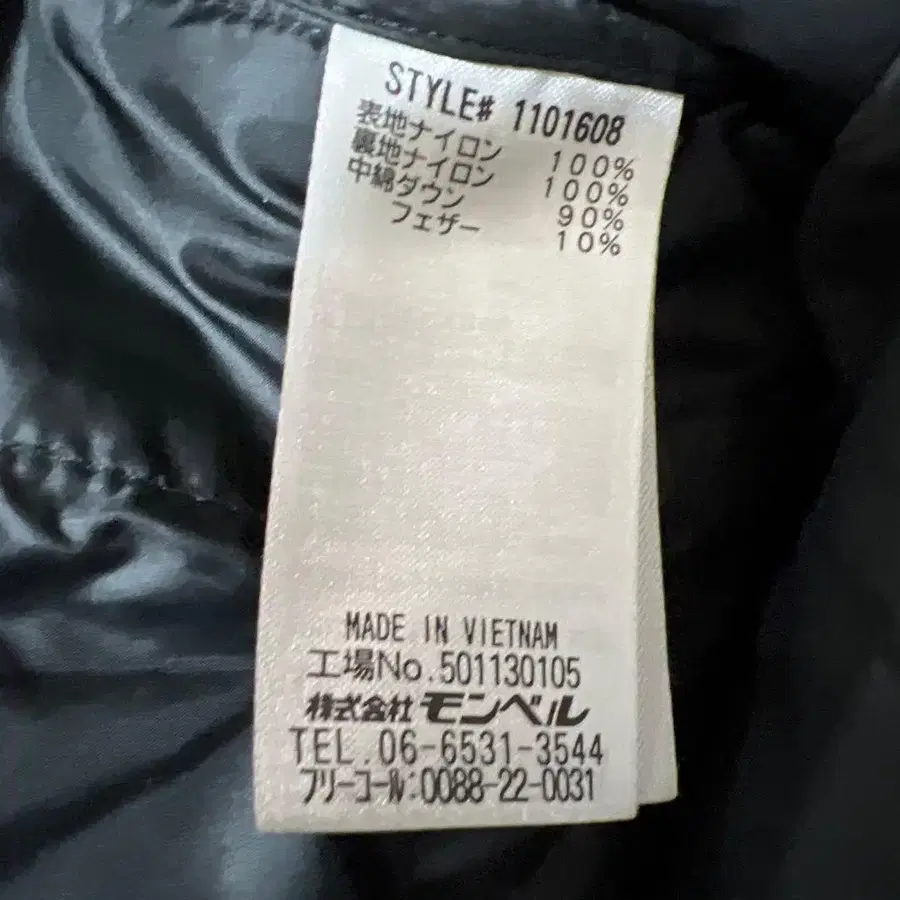 STYLE# 1101608
表地ナイロン 100%
裏地ナイロン 100%
中綿ダウン 90%
フェザー 10%
MADE IN VIETNAM
工場No.501130105
株式会社モンベル
TEL.06-6531-3544
フリーコール:0088-22-0031